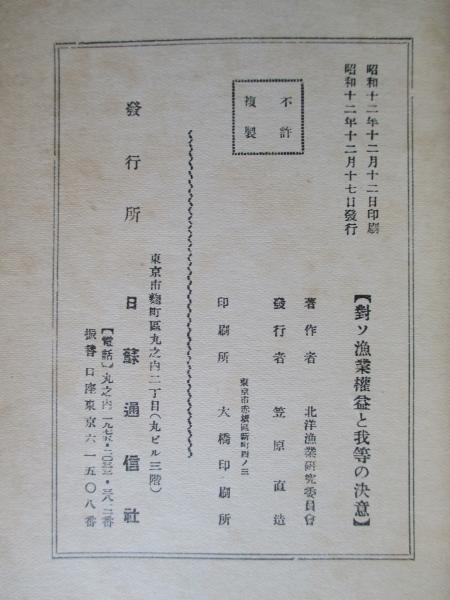 昭和十二年十二月十二日印刷
昭和十二年十二月十七日發行
【對ソ漁業權益と我等の決意】
不許
複製
著作者 北洋漁業研究委員會
發行者 笠原直造
東京市赤坂區新町四ノ三
印刷所 大橋印刷所
東京市麴町區丸之內二丁目(丸ビル三階)
發行所 日蘇通信社
【電話】丸之內
振替口座東京六一五〇八番